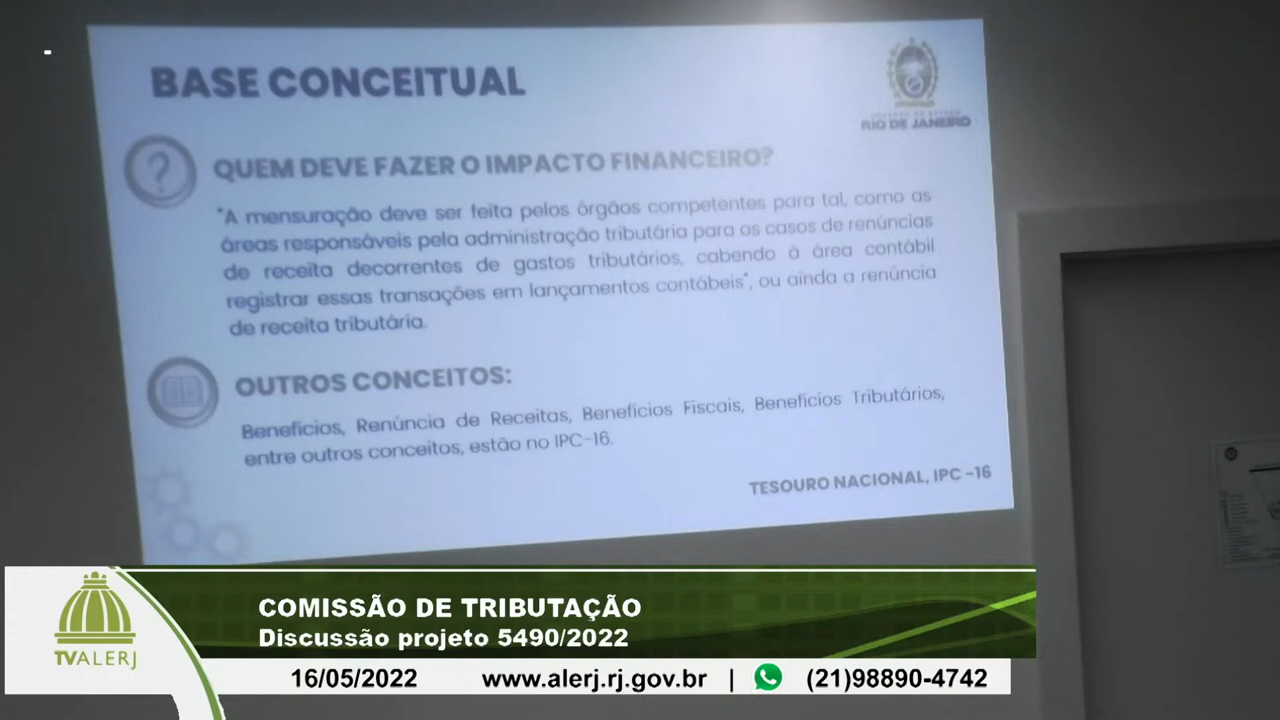 BASE CONCEITUAL
RIO DE JANEIRO
QUEM DEVE FAZER O IMPACTO FINANCEIRO?
"A mensuração deve ser feita pelos órgãos competentes para tal, como as
áreas responsáveis pela administração tributária para os casos de renúncias
de receita decorrentes de gastos tributários, cabendo à área contábil
registrar essas transações em lançamentos contábeis", ou ainda a renúncia
de receita tributária.
OUTROS CONCEITOS:
Benefícios, Renúncia de Receitas, Benefícios Fiscais, Benefícios Tributários,
entre outros conceitos, estão no IPC-16.
TESOURO NACIONAL, IPC -16
COMISSÃO DE TRIBUTAÇÃO
Discussão projeto 5490/2022
TVALERJ
16/05/2022 www.alerj.rj.gov.br | (21)98890-4742